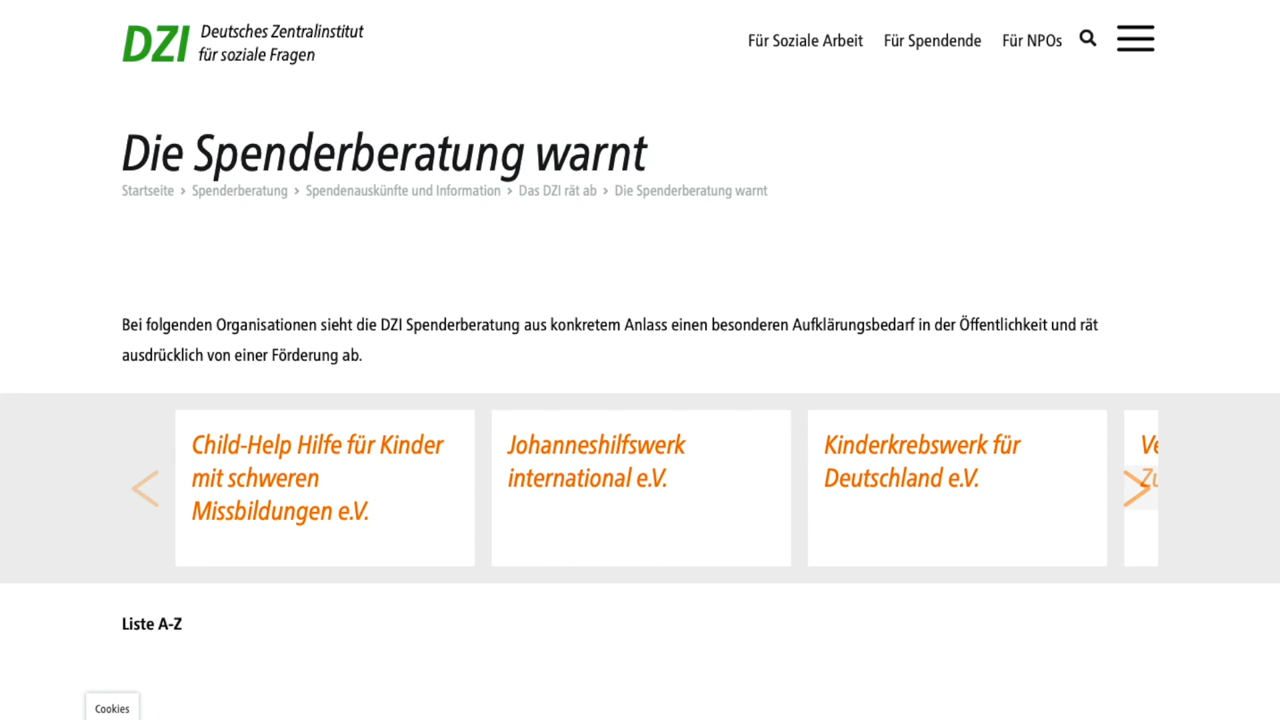 DZI Deutsches Zentralinstitut
für soziale Fragen
Für Soziale Arbeit Für Spendende Für NPOs
Die Spenderberatung warnt
Startseite > Spenderberatung > Spendenauskünfte und Information > Das DZI rät ab > Die Spenderberatung warnt
Bei folgenden Organisationen sieht die DZI Spenderberatung aus konkretem Anlass einen besonderen Aufklärungsbedarf in der Öffentlichkeit und rät
ausdrücklich von einer Förderung ab.
Child-Help Hilfe für Kinder
mit schweren
Missbildungen e.V.
Johanneshilfswerk
international e.V.
Kinderkrebswerk für
Deutschland e.V.
Liste A-Z
Cookies